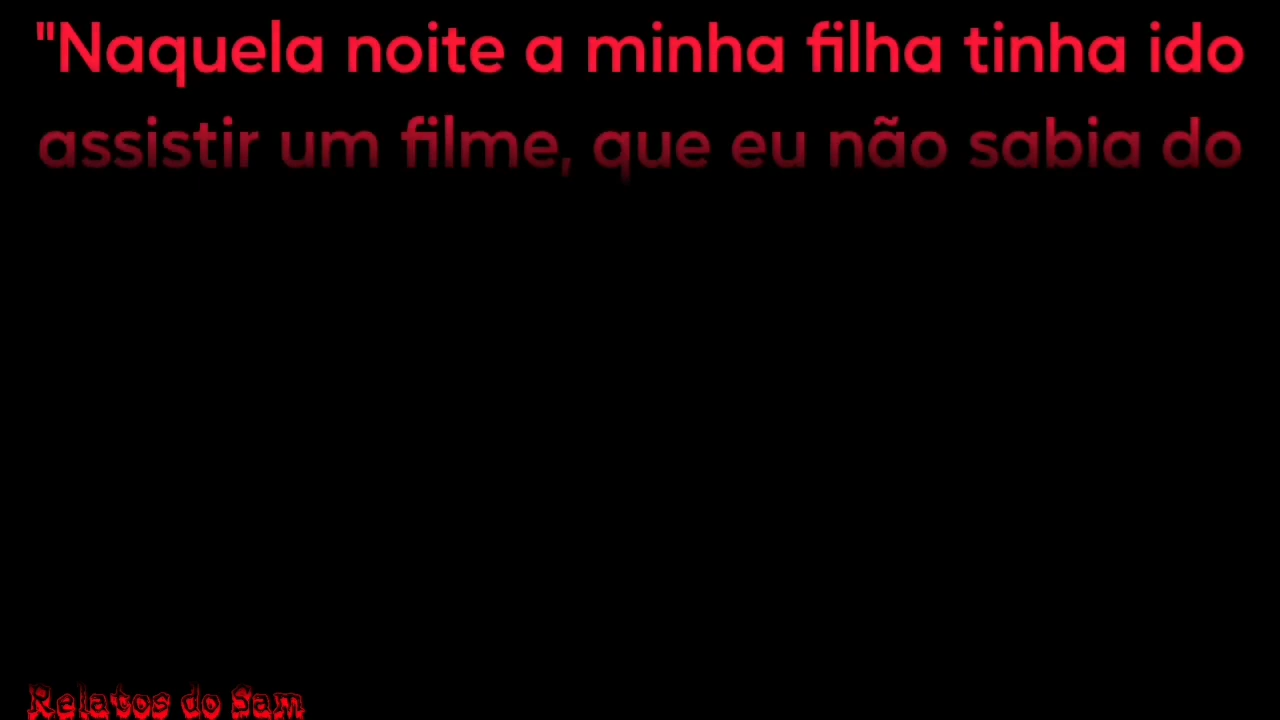 "Naquela noite a minha filha tinha ido
assistir um filme, que eu não sabia do
Relatos do Sam